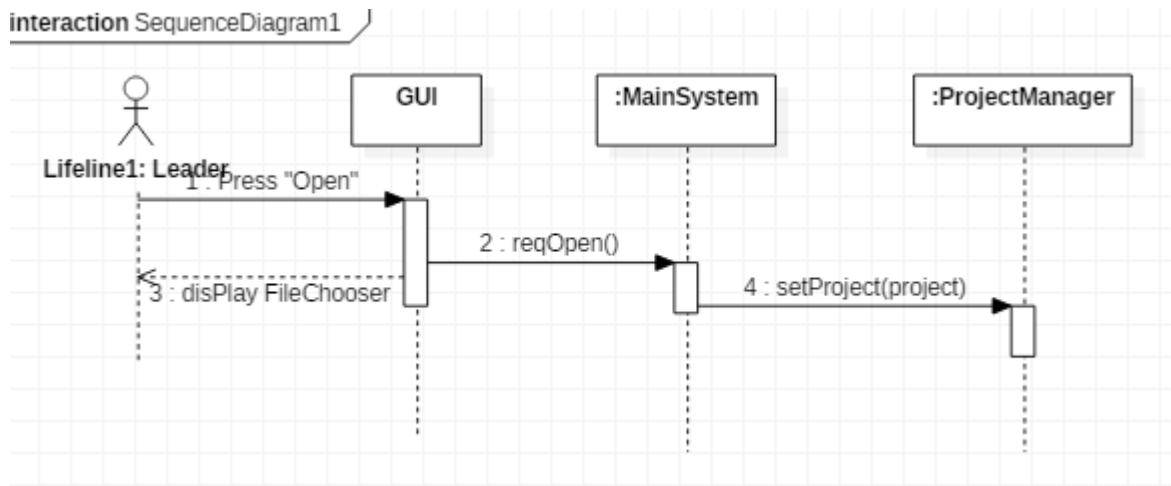 interaction SequenceDiagram1
GUI
:MainSystem
:ProjectManager
Lifeline1: Leader
1 : Press "Open"
2 : reqOpen()
3 : disPlay FileChooser
4 : setProject(project)